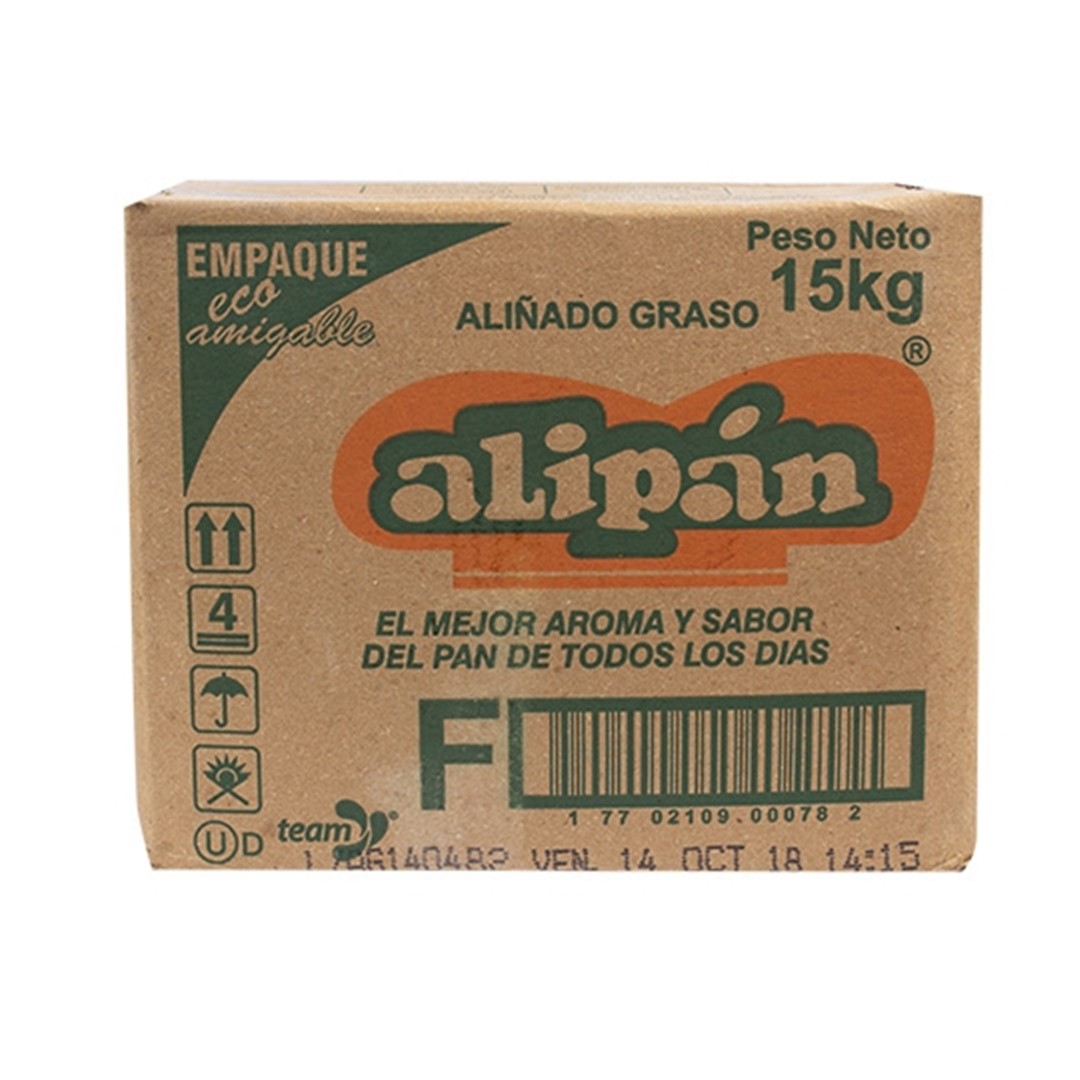 EMPAQUE
eco
amigable
Peso Neto
15kg
ALIÑADO GRASO
®
alipán
4
EL MEJOR AROMA Y SABOR
DEL PAN DE TODOS LOS DIAS
F
1 77 02109.00078 2
U D
team®
VEN 14 OCT 18 14:15